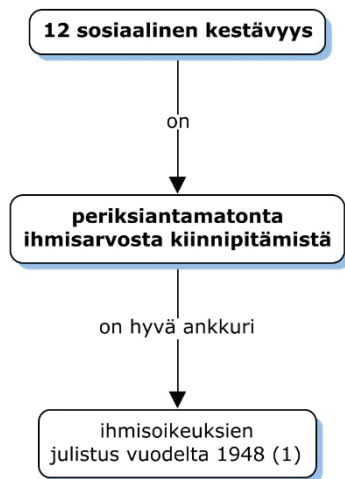 12 sosiaalinen kestävyys
on
periksiantamatonta
ihmisarvosta kiinnipitämistä
on hyvä ankkuri
ihmisoikeuksien
julistus vuodelta 1948 (1)